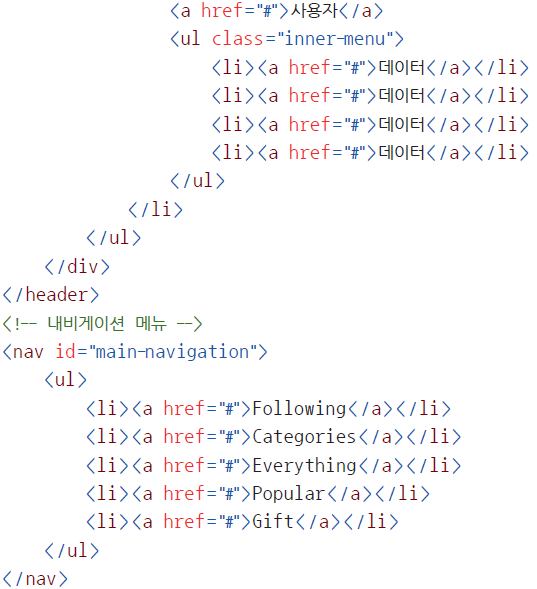 <a href="#">사용자</a>
<ul class="inner-menu">
<li><a href="#">데이터</a></li>
<li><a href="#">데이터</a></li>
<li><a href="#">데이터</a></li>
<li><a href="#">데이터</a></li>
</ul>
</li>
</ul>
</div>
</header>
<!-- 내비게이션 메뉴 -->
<nav id="main-navigation">
<ul>
<li><a href="#">Following</a></li>
<li><a href="#">Categories</a></li>
<li><a href="#">Everything</a></li>
<li><a href="#">Popular</a></li>
<li><a href="#">Gift</a></li>
</ul>
</nav>